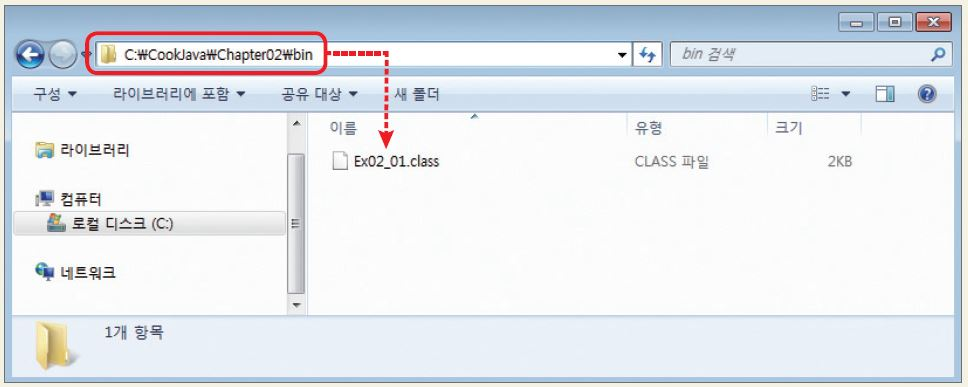 C:₩CookJava₩Chapter02₩bin
bin 검색
구성 라이브러리에 포함 공유 대상 새 폴더
이름 유형 크기
라이브러리
Ex02_01.class CLASS 파일 2KB
컴퓨터
로컬 디스크 (C:)
네트워크
1개 항목